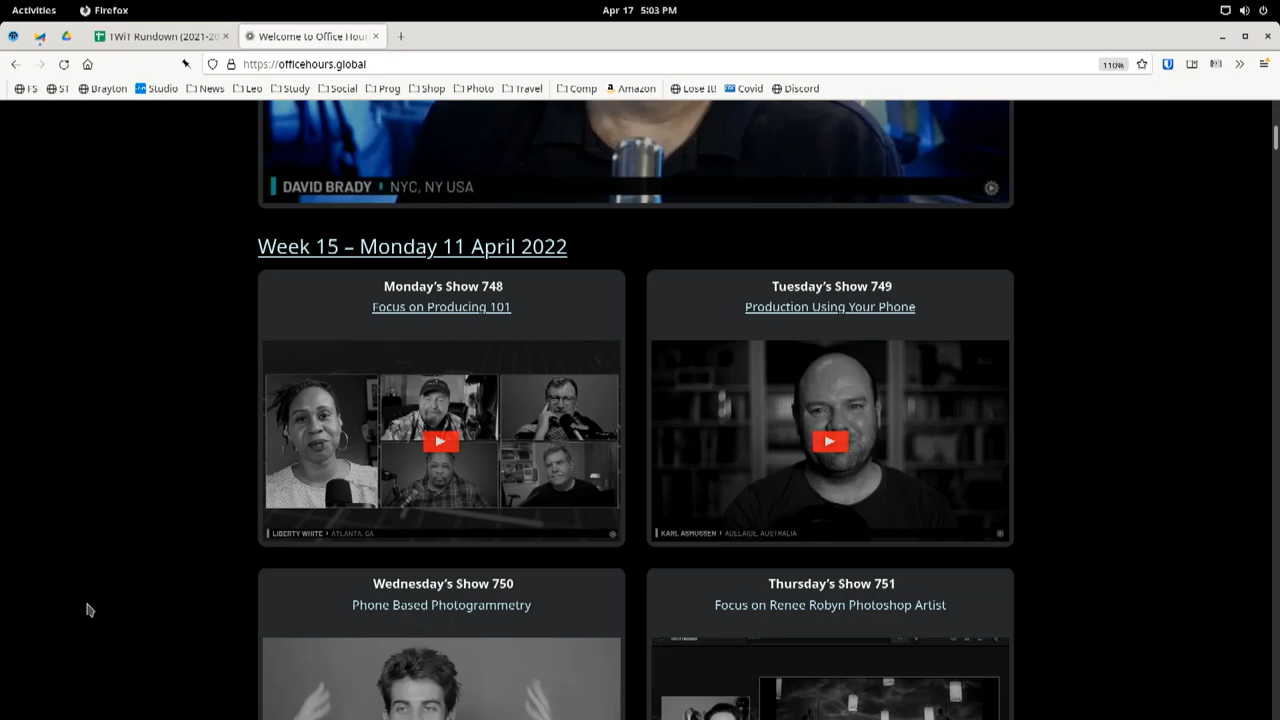 Activities Firefox Apr 17 5:03 PM
TWiT Rundown (2021-20 Welcome to Office Hour
https://officehours.global 110%
FS ST Brayton Studio News Leo Study Social Prog Shop Photo Travel Comp Amazon Lose It! Covid Discord
DAVID BRADY NYC, NY USA
Week 15 – Monday 11 April 2022
Monday's Show 748
Focus on Producing 101
LIBERTY WHITE ATLANTA, GA
Tuesday's Show 749
Production Using Your Phone
KARL ASMUSSEN ADELAIDE, AUSTRALIA
Wednesday's Show 750
Phone Based Photogrammetry
Thursday's Show 751
Focus on Renee Robyn Photoshop Artist